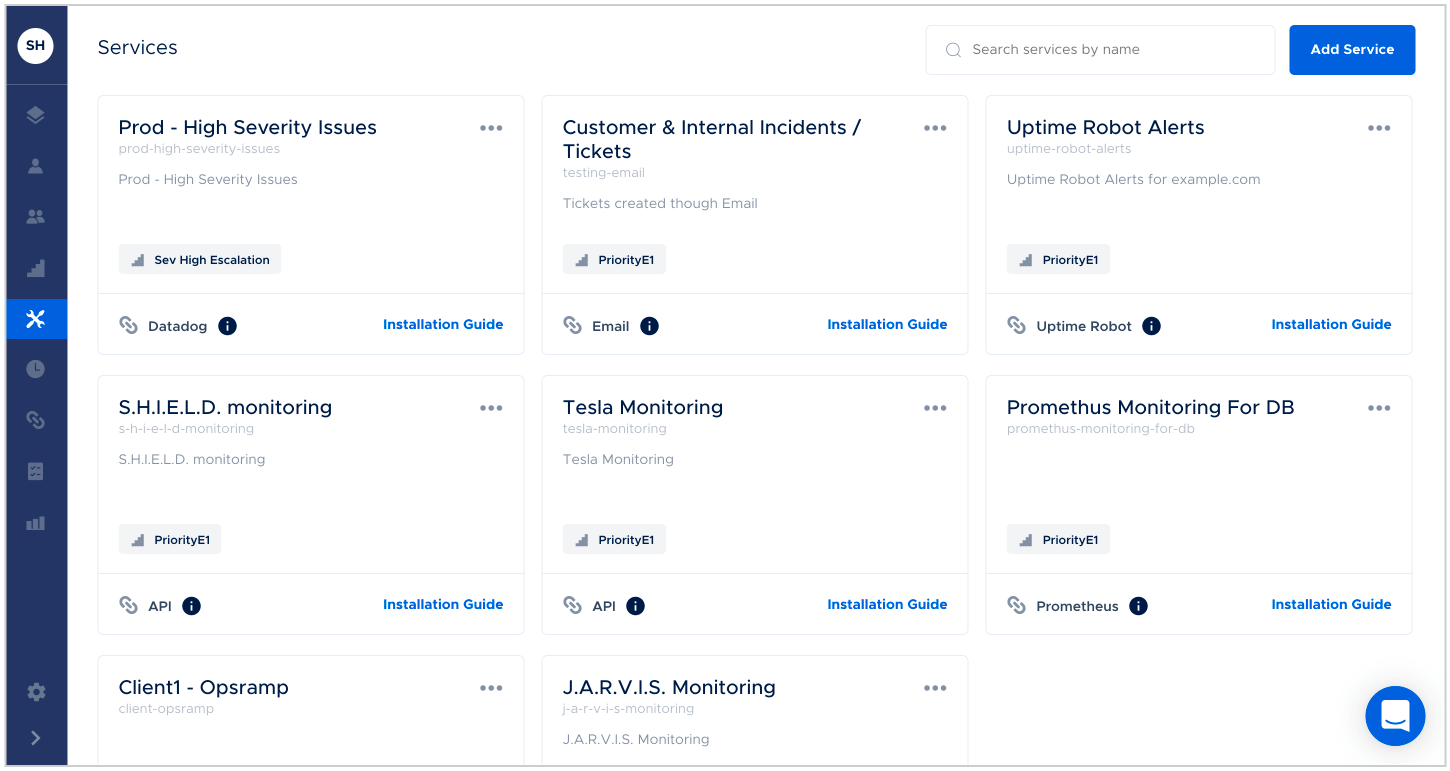 SH
Services
Search services by name
Add Service
Prod - High Severity Issues
prod-high-severity-issues
Prod - High Severity Issues
Sev High Escalation
Datadog
Installation Guide
Customer & Internal Incidents /
Tickets
testing-email
Tickets created though Email
PriorityE1
Email
Installation Guide
Uptime Robot Alerts
uptime-robot-alerts
Uptime Robot Alerts for example.com
PriorityE1
Uptime Robot
Installation Guide
S.H.I.E.L.D. monitoring
s-h-i-e-l-d-monitoring
S.H.I.E.L.D. monitoring
PriorityE1
API
Installation Guide
Tesla Monitoring
tesla-monitoring
Tesla Monitoring
PriorityE1
API
Installation Guide
Promethus Monitoring For DB
promethus-monitoring-for-db
PriorityE1
Prometheus
Installation Guide
Client1 - Opsramp
client-opsramp
J.A.R.V.I.S. Monitoring
j-a-r-v-i-s-monitoring
J.A.R.V.I.S. Monitoring